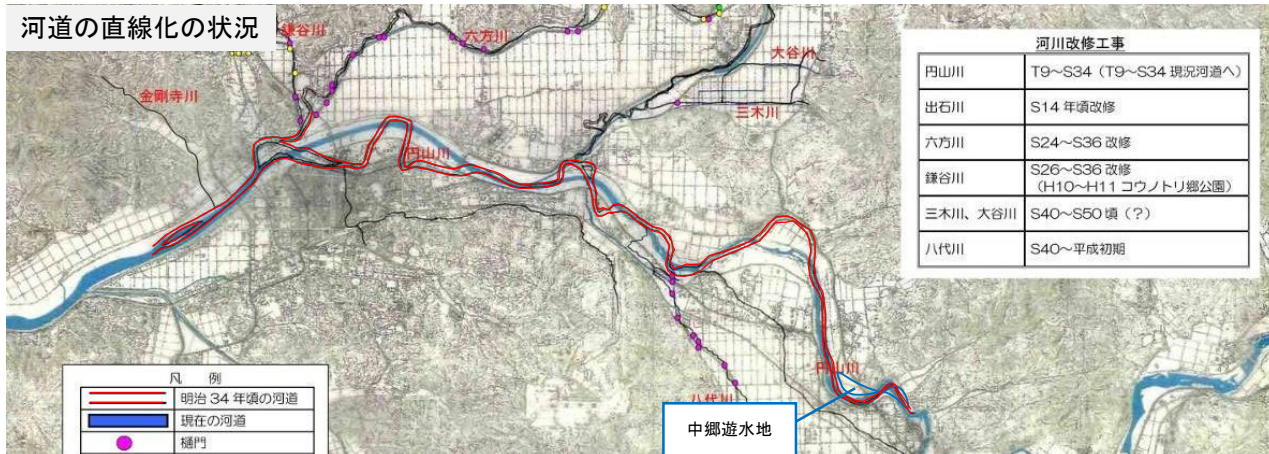 河道の直線化の状況
鎌谷川
六方川
大谷川
金剛寺川
三木川
円山川
円山川
八代川
中郷遊水地
河川改修工事
円山川 T9~S34(T9~S34 現況河道へ)
出石川 S14 年頃改修
六方川 S24~S36 改修
鎌谷川 S26~S36 改修
(H10~H11 コウノトリ郷公園)
三木川、大谷川 S40~S50 頃(?)
八代川 S40~平成初期
凡 例
明治 34 年頃の河道
現在の河道
樋門